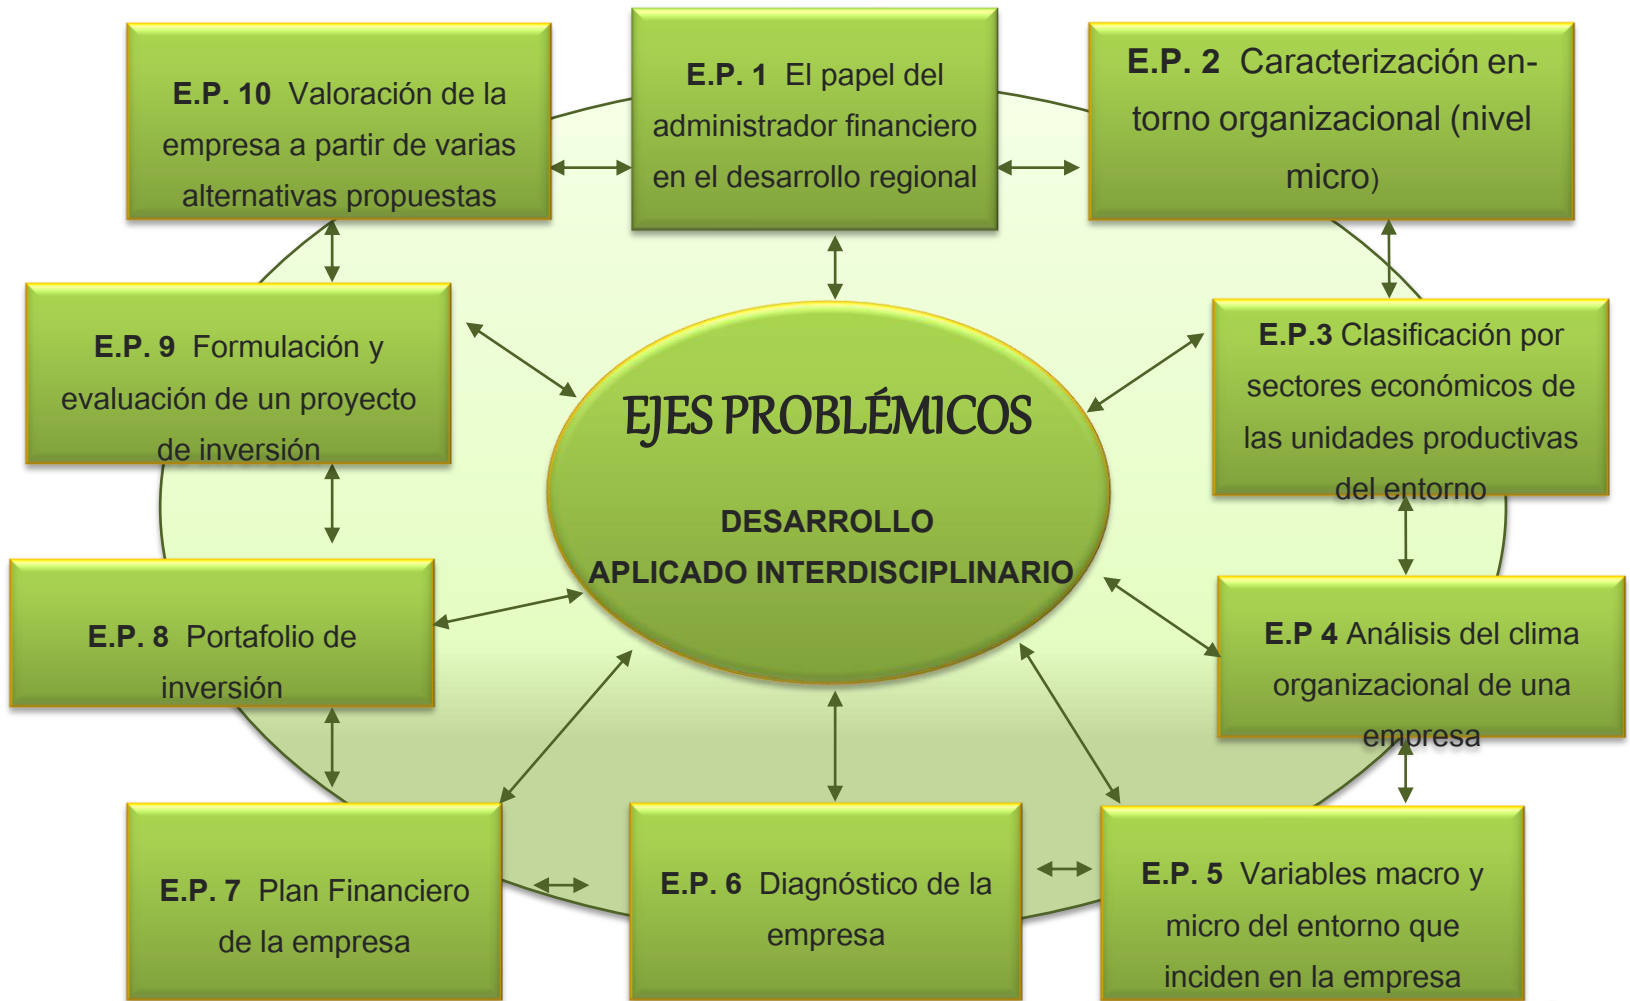 E.P. 10 Valoración de la
empresa a partir de varias
alternativas propuestas
E.P. 1 El papel del
administrador financiero
en el desarrollo regional
E.P. 2 Caracterización en-
torno organizacional (nivel
micro)
E.P. 9 Formulación y
evaluación de un proyecto
de inversión
EJES PROBLÉMICOS
DESARROLLO
APLICADO INTERDISCIPLINARIO
E.P.3 Clasificación por
sectores económicos de
las unidades productivas
del entorno
E.P. 8 Portafolio de
inversión
E.P 4 Análisis del clima
organizacional de una
empresa
E.P. 7 Plan Financiero
de la empresa
E.P. 6 Diagnóstico de la
empresa
E.P. 5 Variables macro y
micro del entorno que
inciden en la empresa